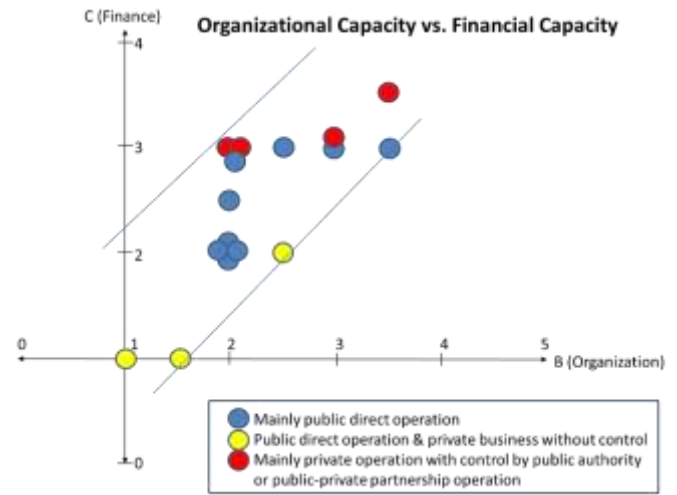 C (Finance)
Organizational Capacity vs. Financial Capacity
4
3
2
0 1 2 3 4 5
B (Organization)
Mainly public direct operation
Public direct operation & private business without control
Mainly private operation with control by public authority
or public-private partnership operation
0